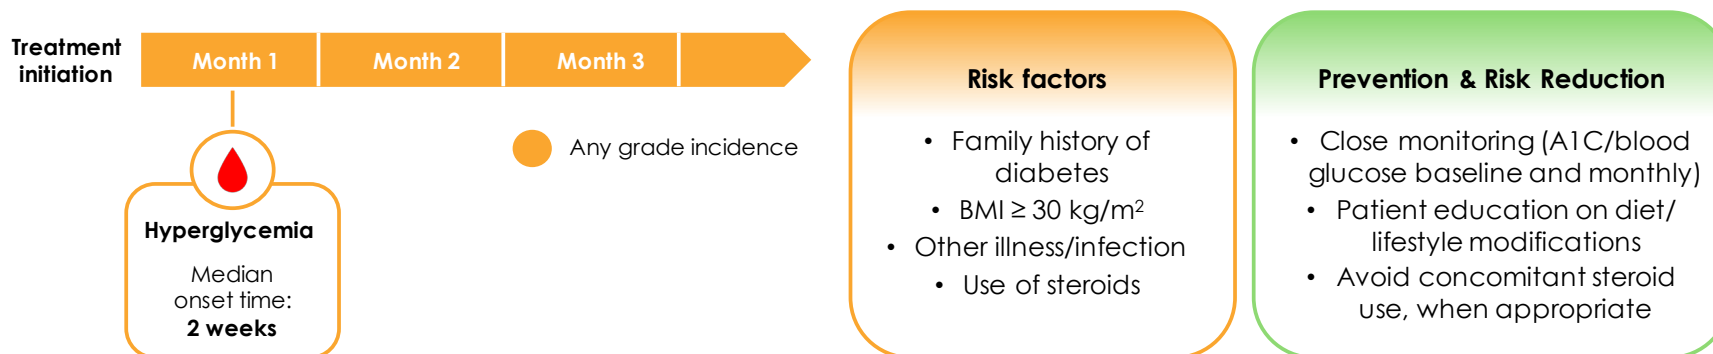 Treatment
initiation
Month 1
Month 2
Month 3
Any grade incidence
Hyperglycemia
Median
onset time:
2 weeks
Risk factors
• Family history of
diabetes
• BMI ≥ 30 kg/m²
• Other illness/infection
• Use of steroids
Prevention & Risk Reduction
• Close monitoring (A1C/blood
glucose baseline and monthly)
• Patient education on diet/
lifestyle modifications
• Avoid concomitant steroid
use, when appropriate